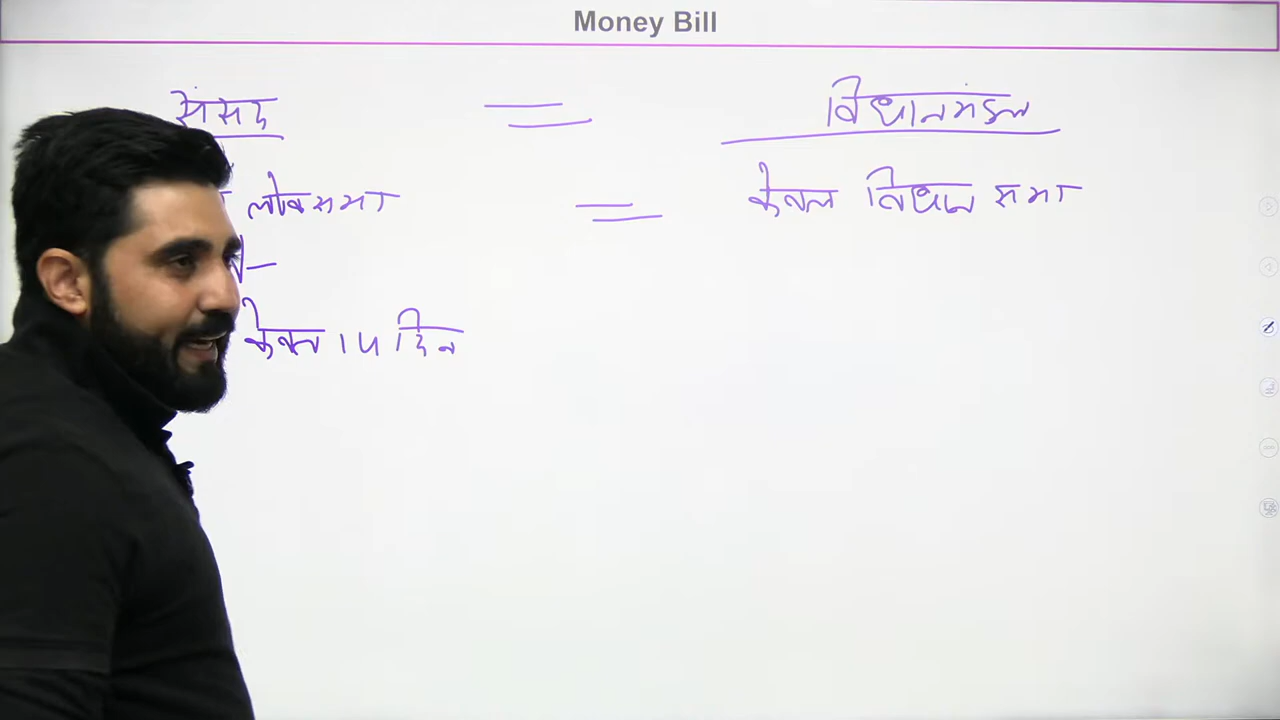 Money Bill
संसद = विधानमंडल
लोकसभा = केवल विधान सभा
केवल 14 दिन